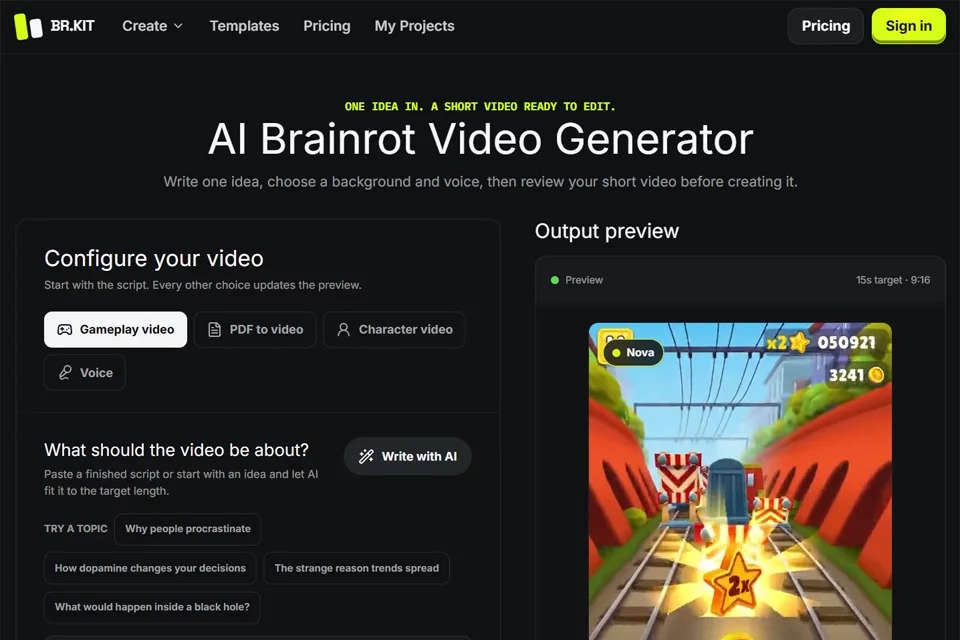 BR.KIT
Create
Templates
Pricing
My Projects
Pricing
Sign in
ONE IDEA IN. A SHORT VIDEO READY TO EDIT.
AI Brainrot Video Generator
Write one idea, choose a background and voice, then review your short video before creating it.
Configure your video
Start with the script. Every other choice updates the preview.
Gameplay video
PDF to video
Character video
Voice
What should the video be about?
Paste a finished script or start with an idea and let AI
fit it to the target length.
Write with AI
TRY A TOPIC
Why people procrastinate
How dopamine changes your decisions
The strange reason trends spread
What would happen inside a black hole?
Output preview
Preview
15s target · 9:16
Nova
x2
050921
3241
2x